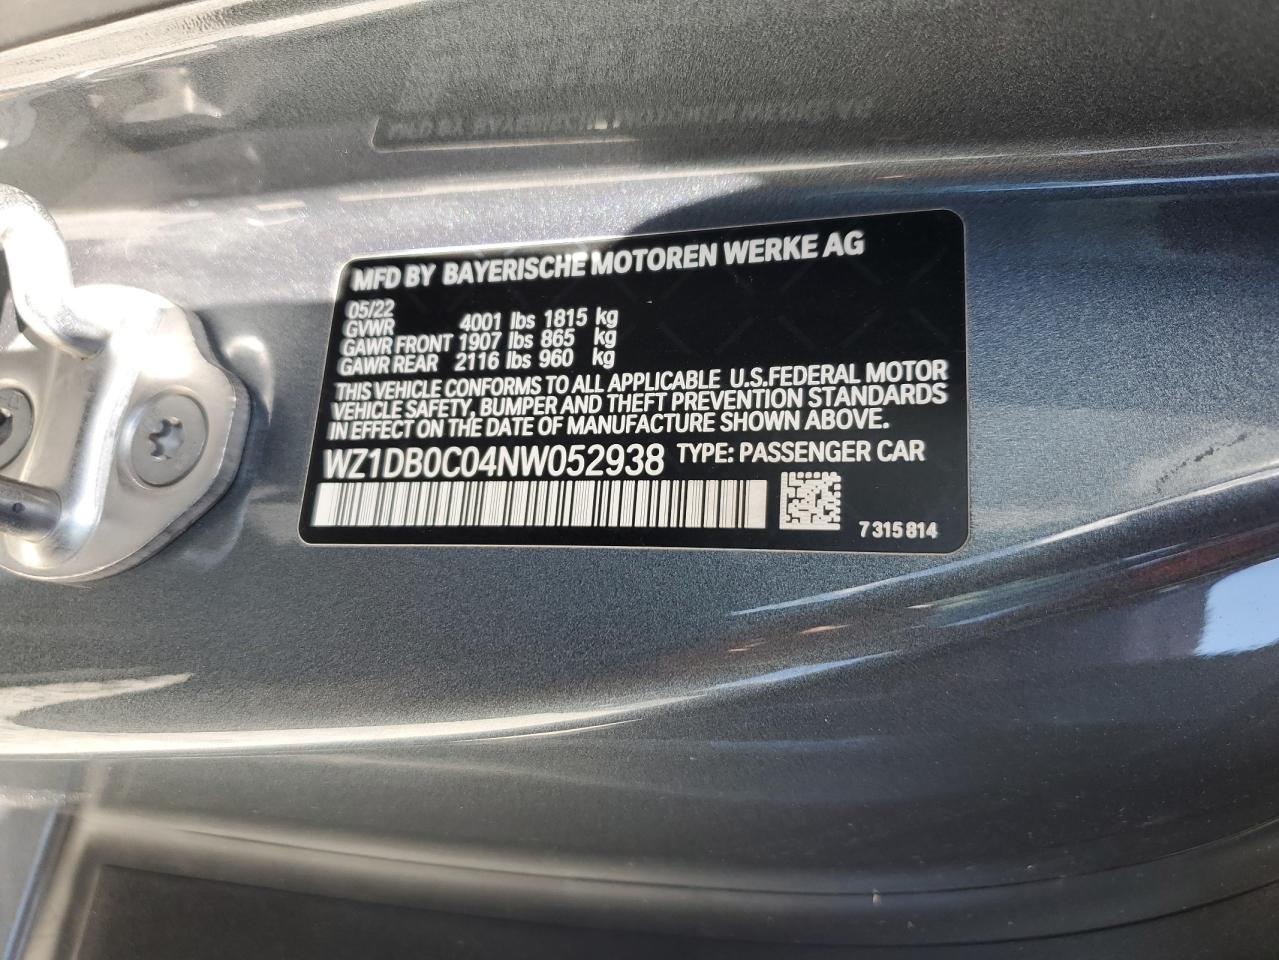 MFD BY BAYERISCHE MOTOREN WERKE AG
05/22
GVWR 4001 lbs 1815 kg
GAWR FRONT 1907 lbs 865 kg
GAWR REAR 2116 lbs 960 kg
THIS VEHICLE CONFORMS TO ALL APPLICABLE U.S.FEDERAL MOTOR
VEHICLE SAFETY, BUMPER AND THEFT PREVENTION STANDARDS
IN EFFECT ON THE DATE OF MANUFACTURE SHOWN ABOVE.
WZ1DB0C04NW052938 TYPE: PASSENGER CAR
7 315 814